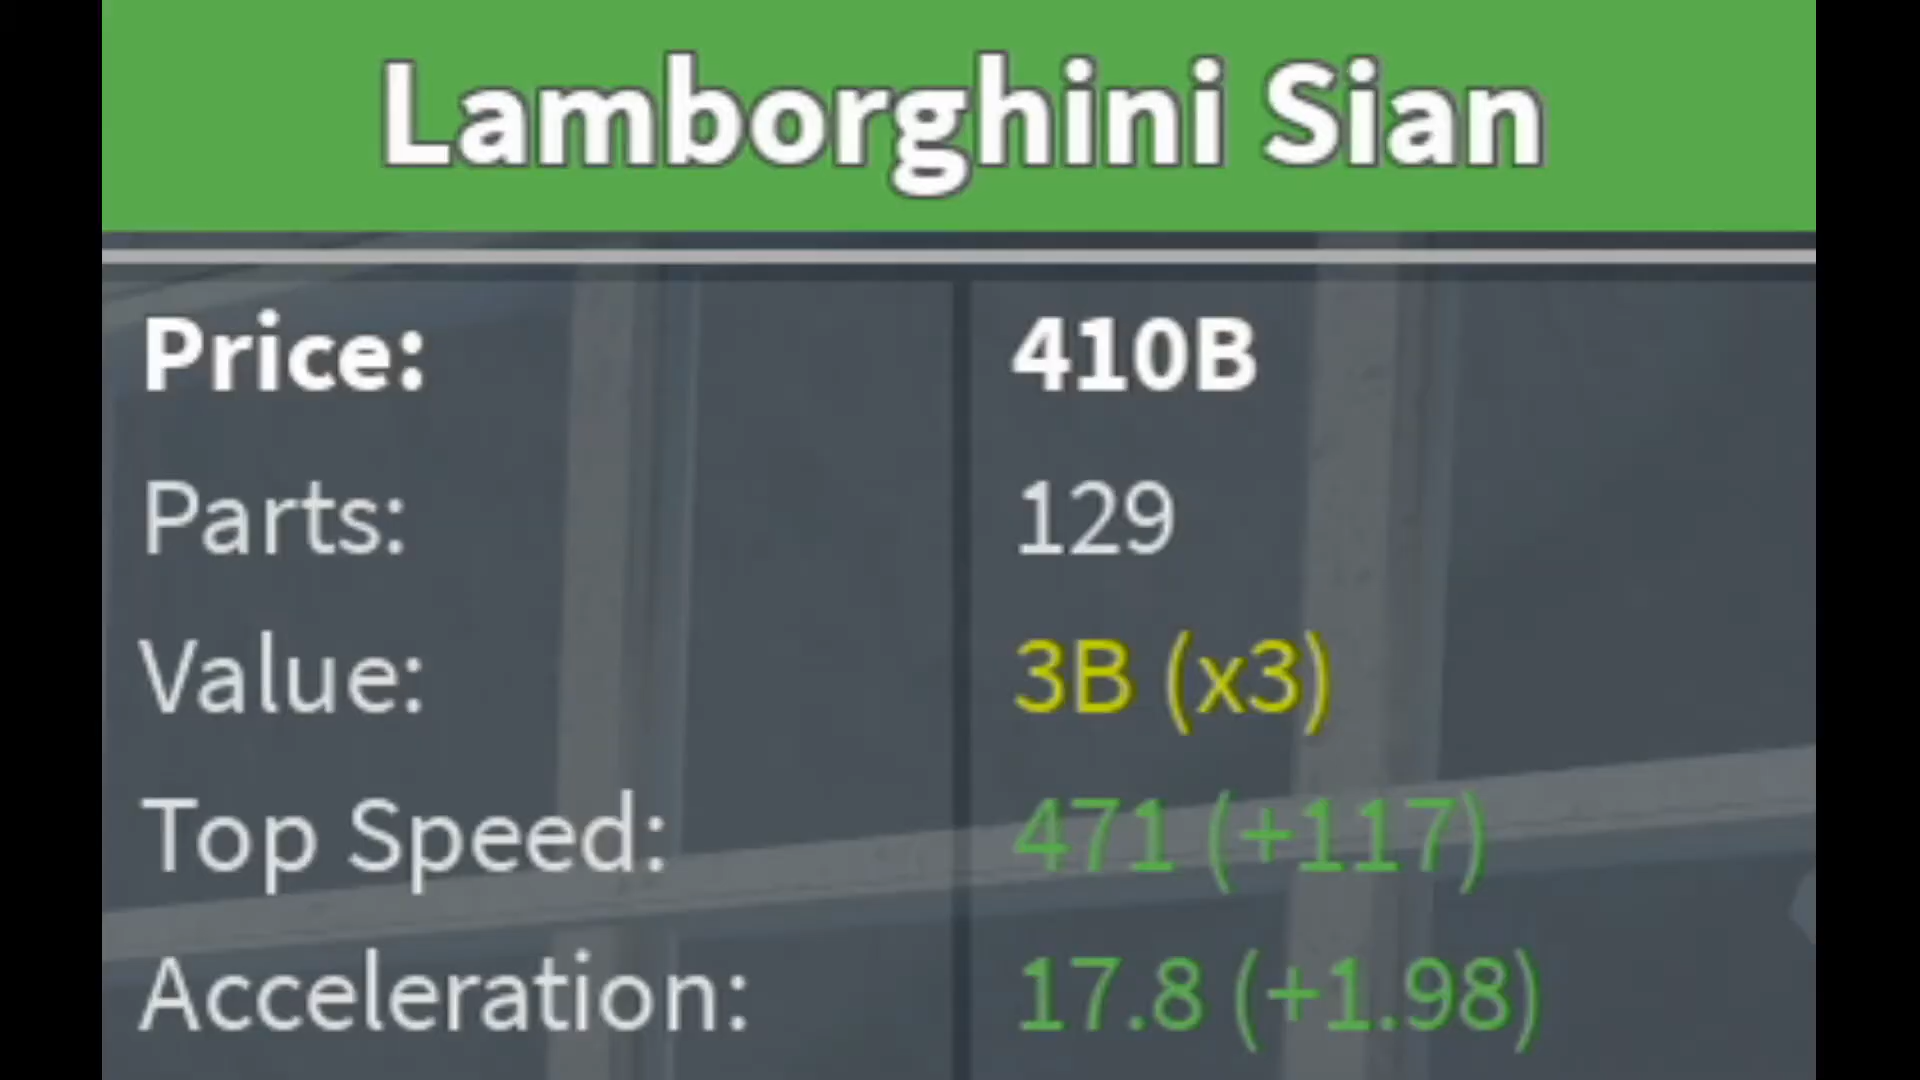 Lamborghini Sian
Price: 410B
Parts: 129
Value: 3B (x3)
Top Speed: 471 (+117)
Acceleration: 17.8 (+1.98)